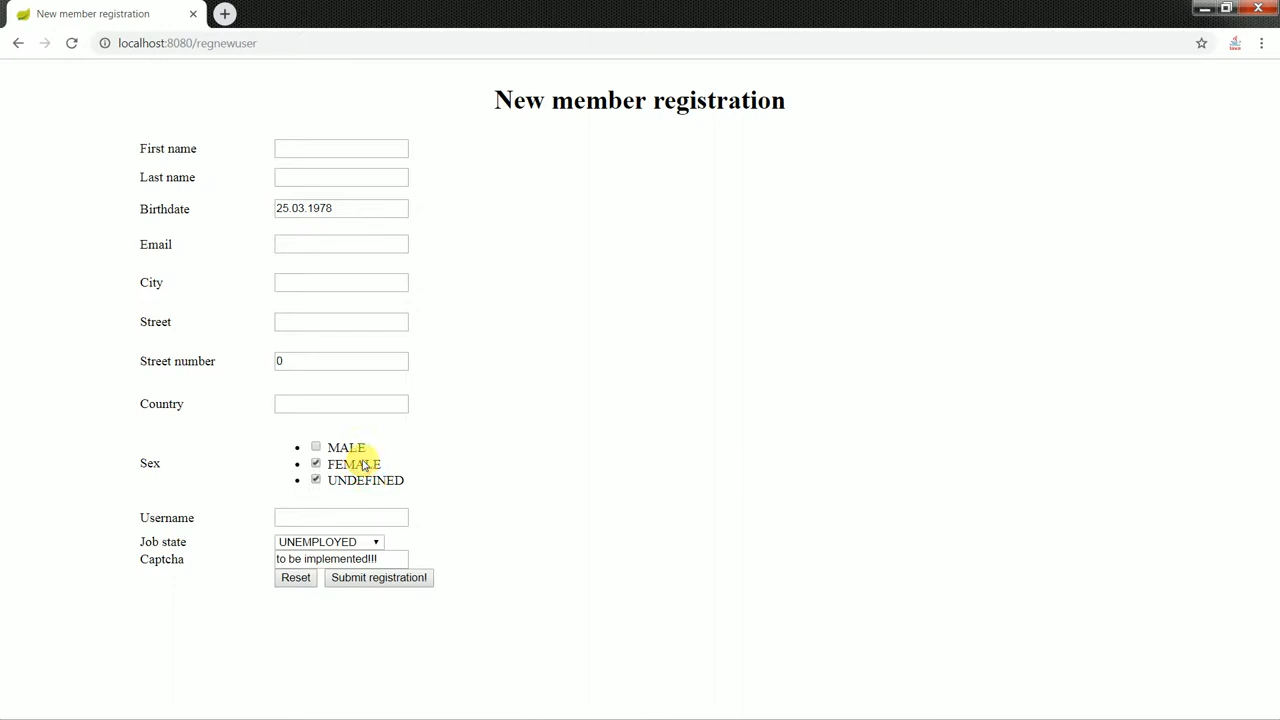 New member registration
localhost:8080/regnewuser
New member registration
First name
Last name
Birthdate 25.03.1978
Email
City
Street
Street number 0
Country
MALE
Sex FEMALE
UNDEFINED
Username
Job state UNEMPLOYED
Captcha to be implemented!!!
Reset Submit registration!